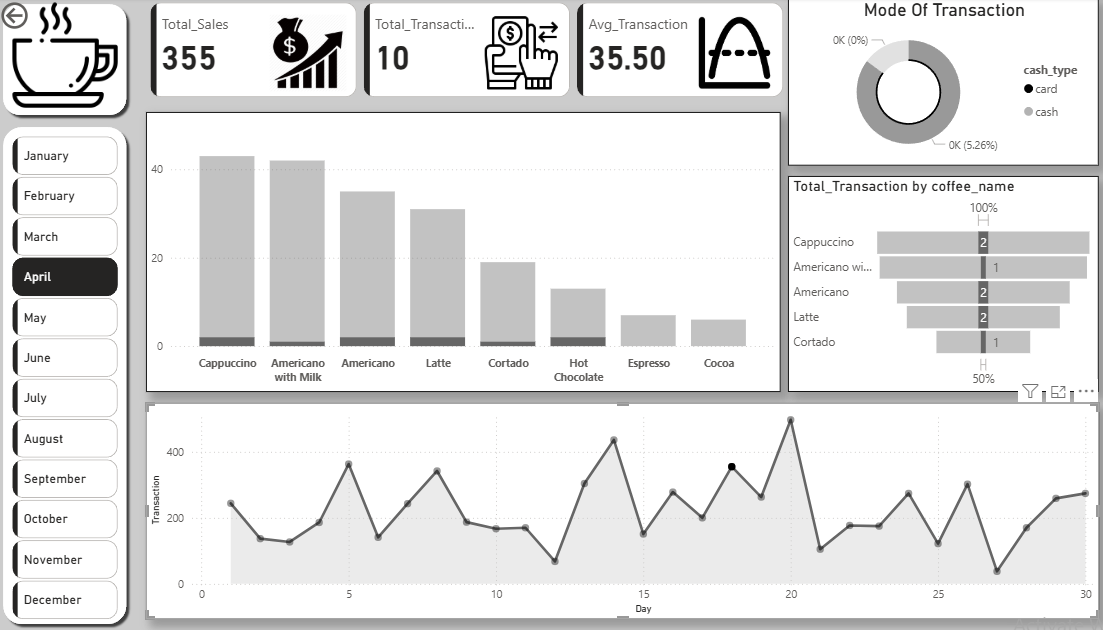 Total_Sales
355
$
Total_Transacti...
10
$
Avg_Transaction
35.50
Mode Of Transaction
0K (0%)
0K (5.26%)
cash_type
card
cash
January
February
March
April
May
June
July
August
September
October
November
December
40
20
0
Cappuccino
Americano
with Milk
Americano
Latte
Cortado
Hot
Chocolate
Espresso
Cocoa
Total_Transaction by coffee_name
100%
Cappuccino 2
Americano wi... 1
Americano 2
Latte 2
Cortado 1
50%
Transaction
400
200
0
0 5 10 15 20 25 30
Day